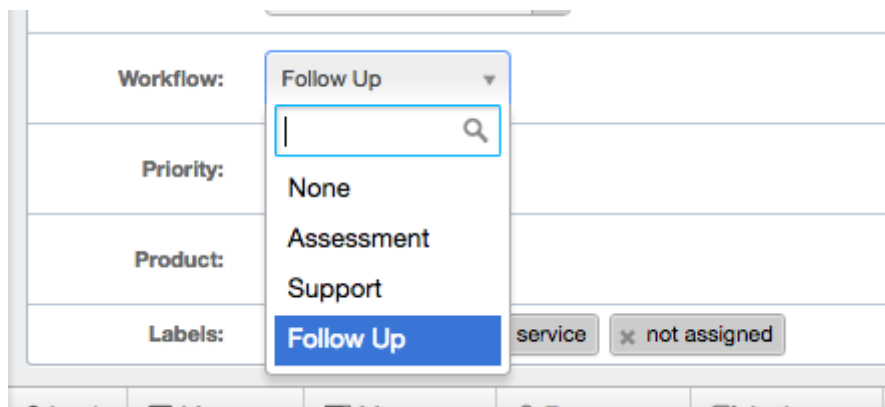 Workflow:
Follow Up
Priority:
None
Assessment
Product:
Support
Labels:
Follow Up
service
not assigned